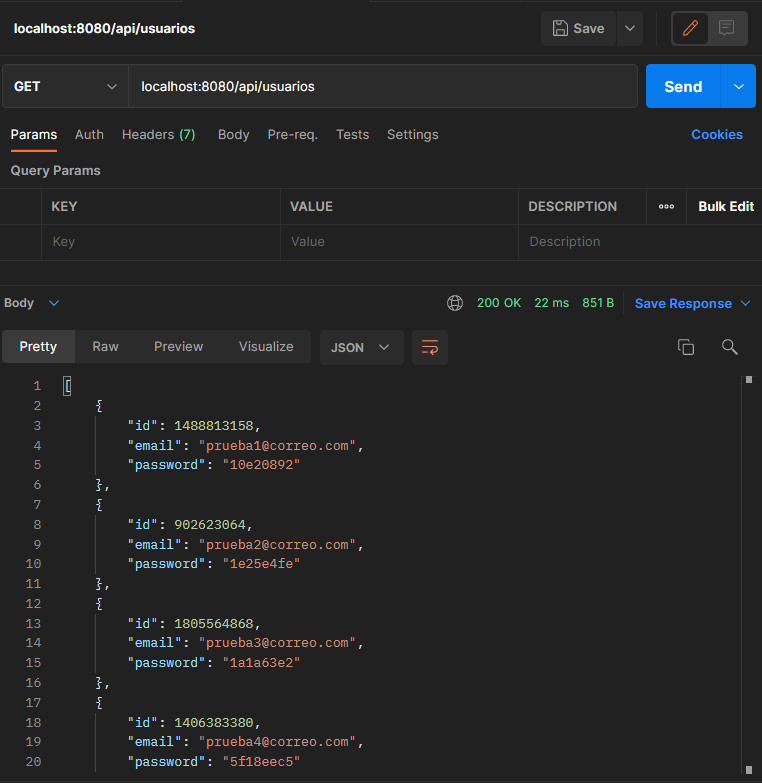 localhost:8080/api/usuarios
Save
GET localhost:8080/api/usuarios Send
Params Auth Headers (7) Body Pre-req. Tests Settings Cookies
Query Params
KEY VALUE DESCRIPTION ooo Bulk Edit
Key Value Description
Body 200 OK 22 ms 851 B Save Response
Pretty Raw Preview Visualize JSON
1 [
2 {
3 "id": 1488813158,
4 "email": "prueba1@correo.com",
5 "password": "10e20892"
6 },
7 {
8 "id": 902623064,
9 "email": "prueba2@correo.com",
10 "password": "1e25e4fe"
11 },
12 {
13 "id": 1805564868,
14 "email": "prueba3@correo.com",
15 "password": "1a1a63e2"
16 },
17 {
18 "id": 1406383380,
19 "email": "prueba4@correo.com",
20 "password": "5f18eec5"